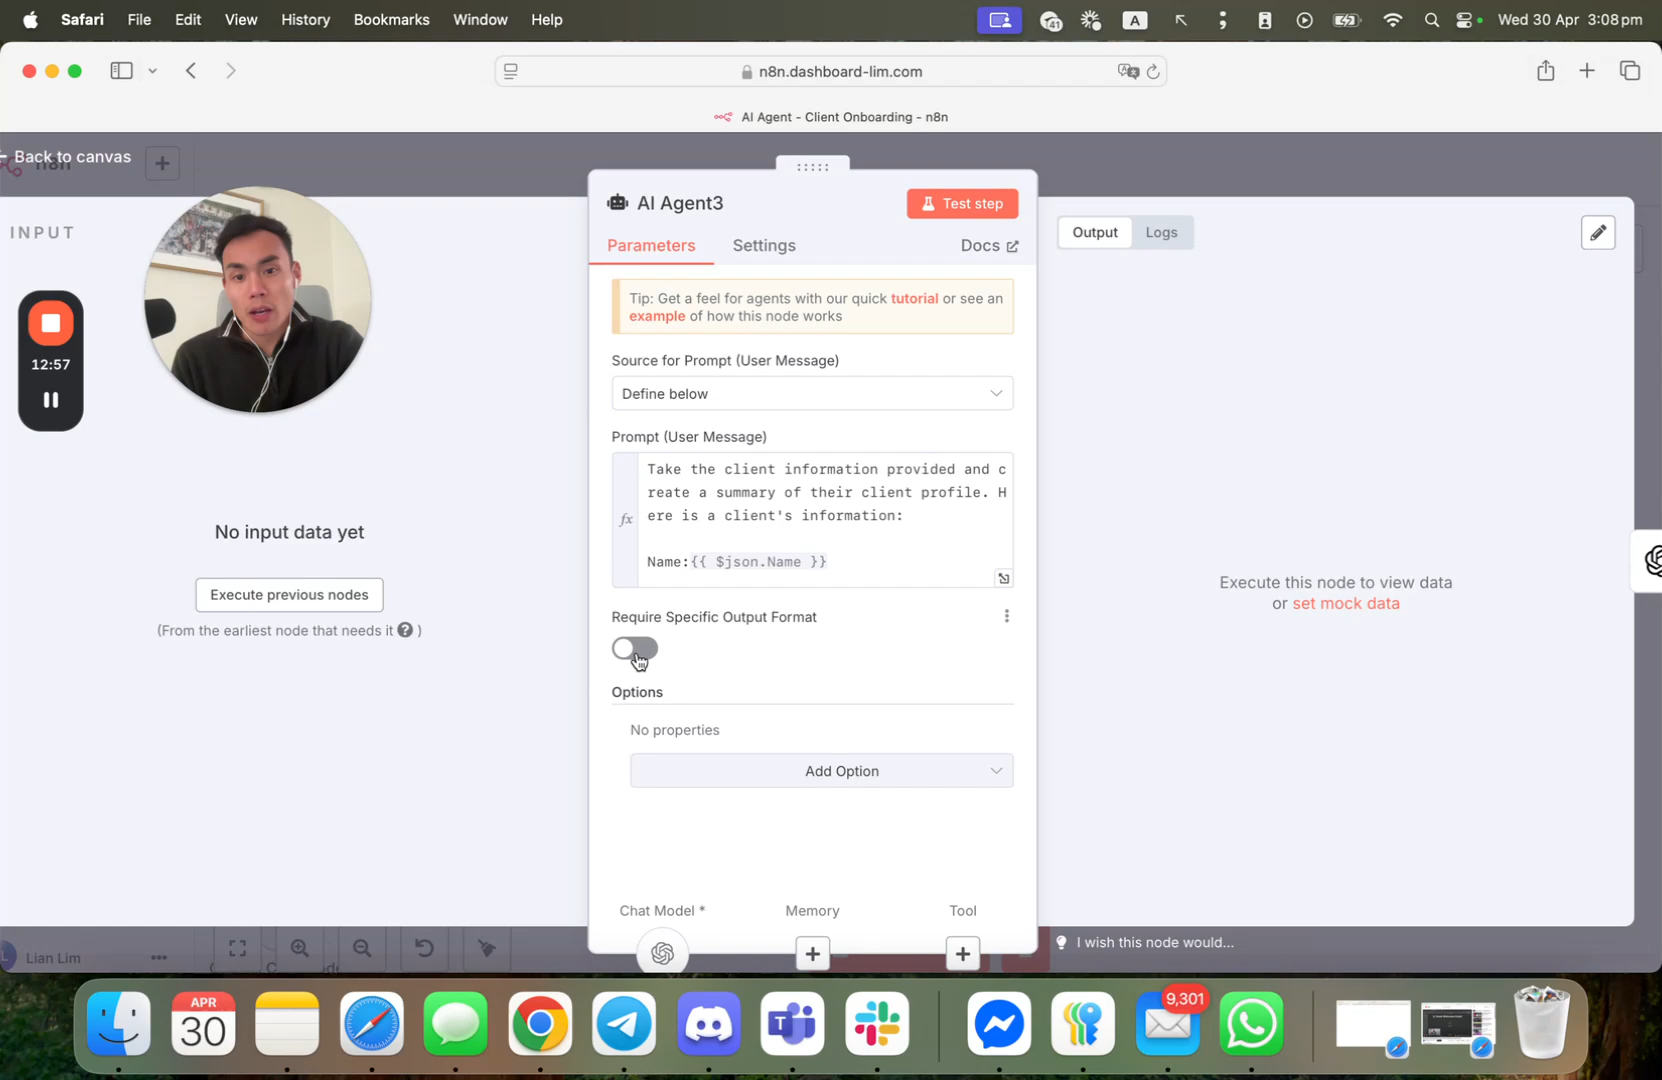 Safari File Edit View History Bookmarks Window Help
41
A
Wed 30 Apr 3:08 pm
n8n.dashboard-lim.com
AI Agent - Client Onboarding - n8n
Back to canvas
n8n
INPUT
12:57
No input data yet
Execute previous nodes
(From the earliest node that needs it ? )
AI Agent3
Test step
Parameters
Settings
Docs
Tip: Get a feel for agents with our quick tutorial or see an
example of how this node works
Source for Prompt (User Message)
Define below
Prompt (User Message)
fx
Take the client information provided and c
reate a summary of their client profile. H
ere is a client's information:
Name:{{ $json.Name }}
Require Specific Output Format
Options
No properties
Add Option
Chat Model *
Memory
Tool
Output
Logs
Execute this node to view data
or set mock data
I wish this node would...
Lian Lim
APR
30
9,301